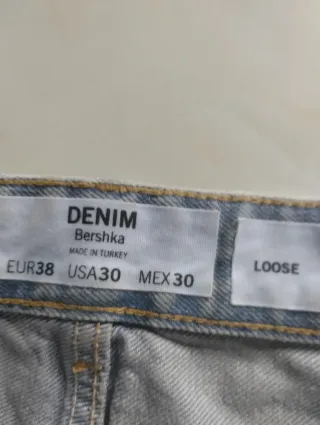 DENIM
Bershka
MADE IN TURKEY
EUR38 USA30 MEX30
LOOSE